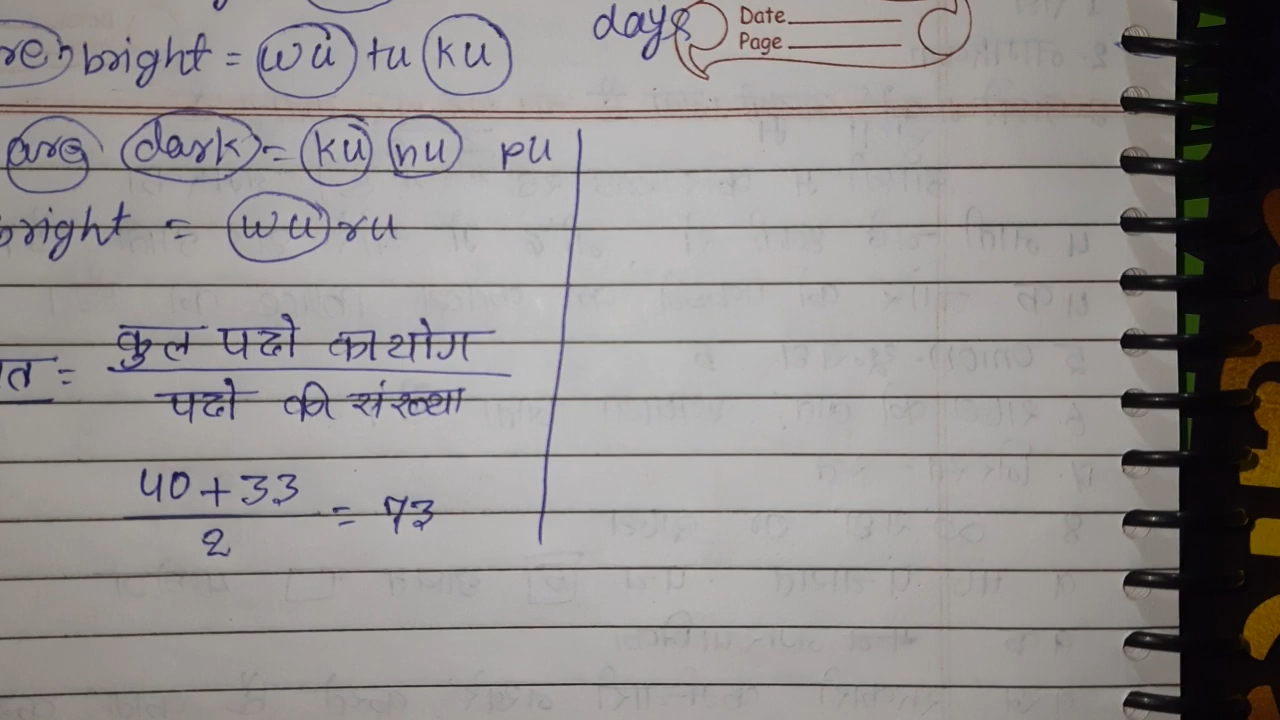 days
Date
Page
bright = wu tu ku
are dark = ku nu pu
bright = wu ru
कुल पदो का योग
त =
पदो की संख्या
40 + 33
= 73
2